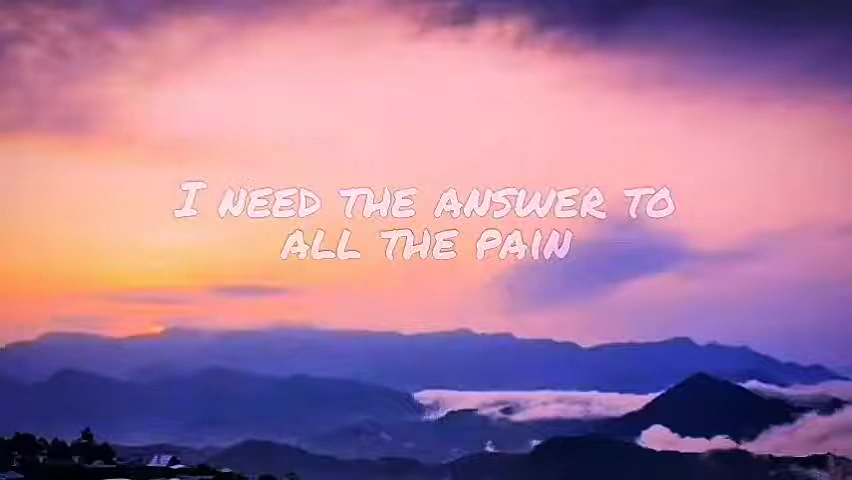 I NEED THE ANSWER TO
ALL THE PAIN